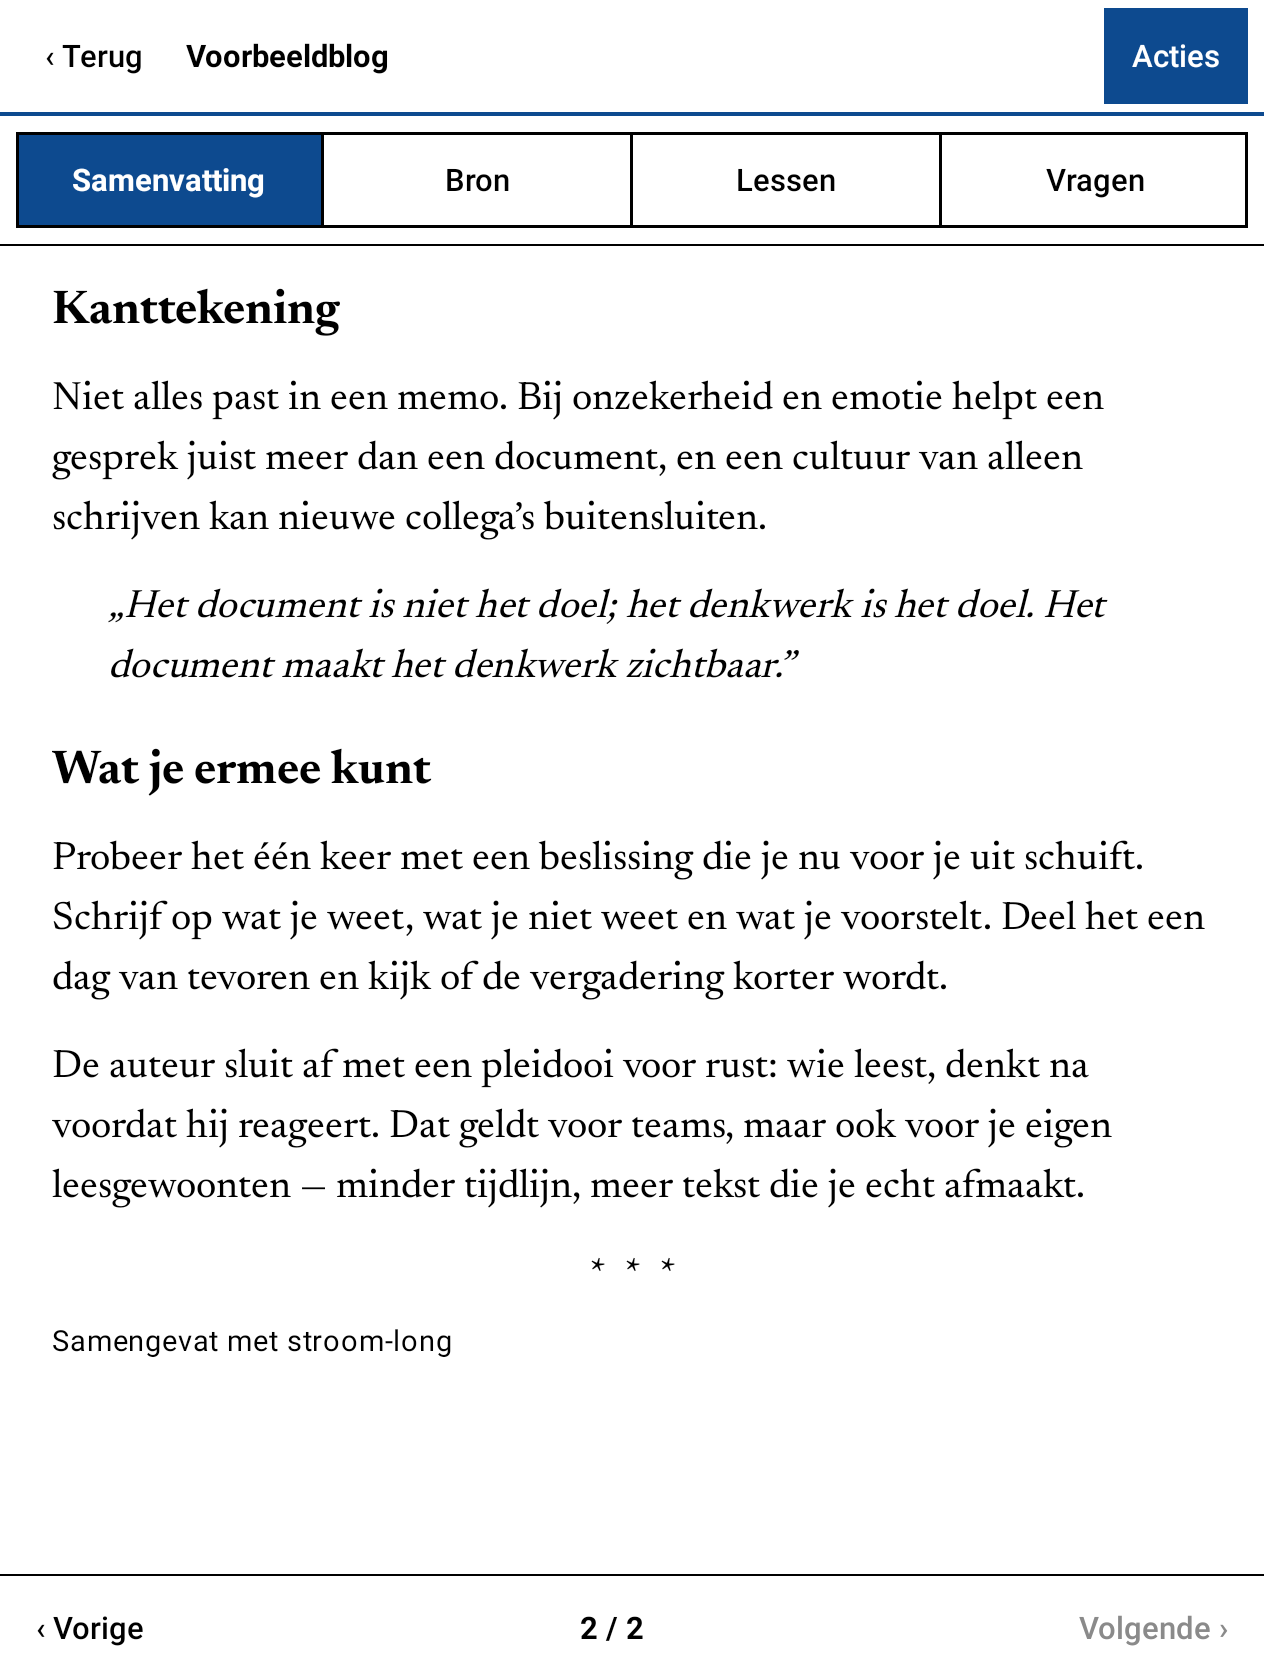 ‹ Terug Voorbeeldblog Acties
Samenvatting Bron Lessen Vragen
Kanttekening
Niet alles past in een memo. Bij onzekerheid en emotie helpt een
gesprek juist meer dan een document, en een cultuur van alleen
schrijven kan nieuwe collega’s buitensluiten.
„Het document is niet het doel; het denkwerk is het doel. Het
document maakt het denkwerk zichtbaar.”
Wat je ermee kunt
Probeer het één keer met een beslissing die je nu voor je uit schuift.
Schrijf op wat je weet, wat je niet weet en wat je voorstelt. Deel het een
dag van tevoren en kijk of de vergadering korter wordt.
De auteur sluit af met een pleidooi voor rust: wie leest, denkt na
voordat hij reageert. Dat geldt voor teams, maar ook voor je eigen
leesgewoonten — minder tijdlijn, meer tekst die je echt afmaakt.
* * *
Samengevat met stroom-long
‹ Vorige 2 / 2 Volgende ›